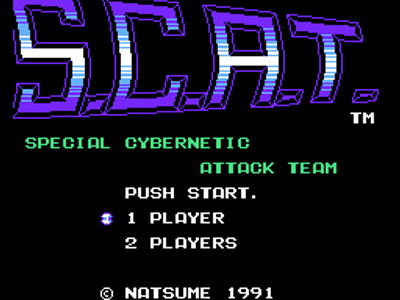 S.C.A.T.
TM
SPECIAL CYBERNETIC
ATTACK TEAM
PUSH START.
1 PLAYER
2 PLAYERS
© NATSUME 1991